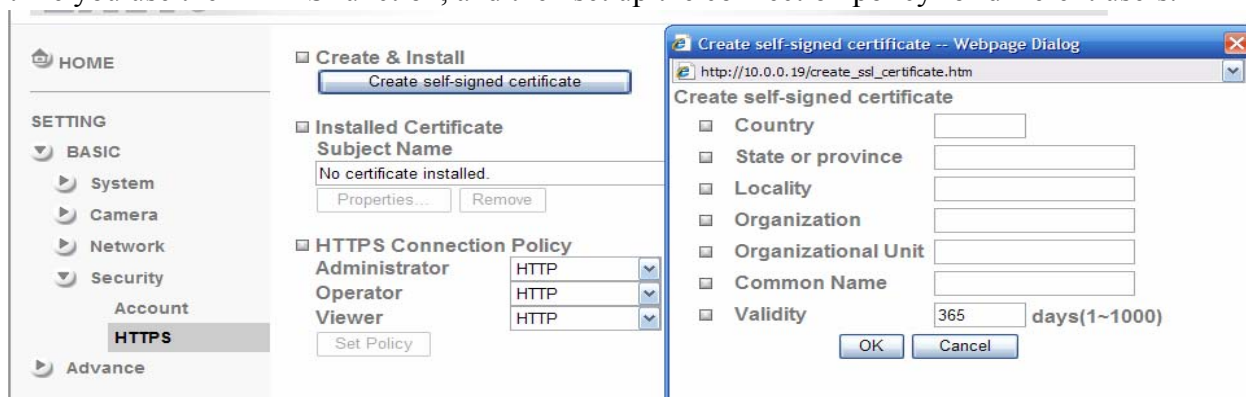 HOME
SETTING
BASIC
System
Camera
Network
Security
Account
HTTPS
Advance
Create & Install
Create self-signed certificate
Installed Certificate
Subject Name
No certificate installed.
Properties... Remove
HTTPS Connection Policy
Administrator HTTP
Operator HTTP
Viewer HTTP
Set Policy
Create self-signed certificate -- Webpage Dialog
http://10.0.0.19/create_ssl_certificate.htm
Create self-signed certificate
Country
State or province
Locality
Organization
Organizational Unit
Common Name
Validity 365 days(1~1000)
OK Cancel